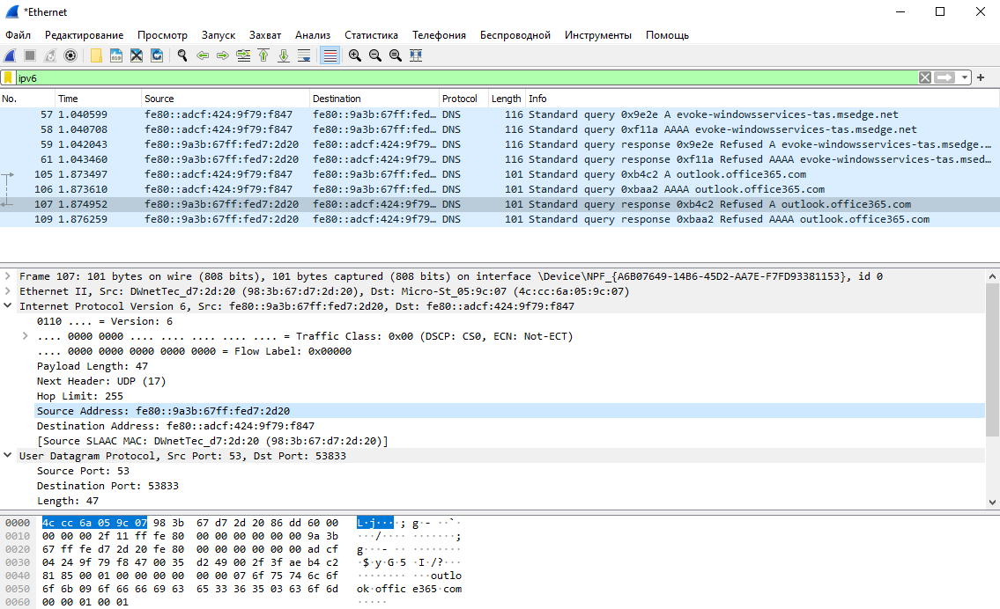 *Ethernet
Файл Редактирование Просмотр Запуск Захват Анализ Статистика Телефония Беспроводной Инструменты Помощь
ipv6
No. Time Source Destination Protocol Length Info
57 1.040599 fe80::adcf:424:9f79:f847 fe80::9a3b:67ff:fed… DNS 116 Standard query 0x9e2e A evoke-windowsservices-tas.msedge.net
58 1.040708 fe80::adcf:424:9f79:f847 fe80::9a3b:67ff:fed… DNS 116 Standard query 0xf11a AAAA evoke-windowsservices-tas.msedge.net
59 1.042043 fe80::9a3b:67ff:fed7:2d20 fe80::adcf:424:9f79… DNS 116 Standard query response 0x9e2e Refused A evoke-windowsservices-tas.msedge.…
61 1.043460 fe80::9a3b:67ff:fed7:2d20 fe80::adcf:424:9f79… DNS 116 Standard query response 0xf11a Refused AAAA evoke-windowsservices-tas.msed…
105 1.873497 fe80::adcf:424:9f79:f847 fe80::9a3b:67ff:fed… DNS 101 Standard query 0xb4c2 A outlook.office365.com
106 1.873610 fe80::adcf:424:9f79:f847 fe80::9a3b:67ff:fed… DNS 101 Standard query 0xbaa2 AAAA outlook.office365.com
107 1.874952 fe80::9a3b:67ff:fed7:2d20 fe80::adcf:424:9f79… DNS 101 Standard query response 0xb4c2 Refused A outlook.office365.com
109 1.876259 fe80::9a3b:67ff:fed7:2d20 fe80::adcf:424:9f79… DNS 101 Standard query response 0xbaa2 Refused AAAA outlook.office365.com
Frame 107: 101 bytes on wire (808 bits), 101 bytes captured (808 bits) on interface \Device\NPF_{A6B07649-14B6-45D2-AA7E-F7FD93381153}, id 0
Ethernet II, Src: DWnetTec_d7:2d:20 (98:3b:67:d7:2d:20), Dst: Micro-St_05:9c:07 (4c:cc:6a:05:9c:07)
Internet Protocol Version 6, Src: fe80::9a3b:67ff:fed7:2d20, Dst: fe80::adcf:424:9f79:f847
0110 .... = Version: 6
.... 0000 0000 .... .... .... .... .... = Traffic Class: 0x00 (DSCP: CS0, ECN: Not-ECT)
.... 0000 0000 0000 0000 0000 = Flow Label: 0x00000
Payload Length: 47
Next Header: UDP (17)
Hop Limit: 255
Source Address: fe80::9a3b:67ff:fed7:2d20
Destination Address: fe80::adcf:424:9f79:f847
[Source SLAAC MAC: DWnetTec_d7:2d:20 (98:3b:67:d7:2d:20)]
User Datagram Protocol, Src Port: 53, Dst Port: 53833
Source Port: 53
Destination Port: 53833
Length: 47
0000 4c cc 6a 05 9c 07 98 3b 67 d7 2d 20 86 dd 60 00 L·j····; g·- ··`·
0010 00 00 00 2f 11 ff fe 80 00 00 00 00 00 00 9a 3b ···/···· ·······;
0020 67 ff fe d7 2d 20 fe 80 00 00 00 00 00 00 ad cf g···- ·· ········
0030 04 24 9f 79 f8 47 00 35 d2 49 00 2f 3f ae b4 c2 ·$·y·G·5 ·I·/?···
0040 81 85 00 01 00 00 00 00 00 00 07 6f 75 74 6c 6f ········ ···outlo
0050 6f 6b 09 6f 66 66 69 63 65 33 36 35 03 63 6f 6d ok·offic e365·com
0060 00 00 01 00 01 ·····